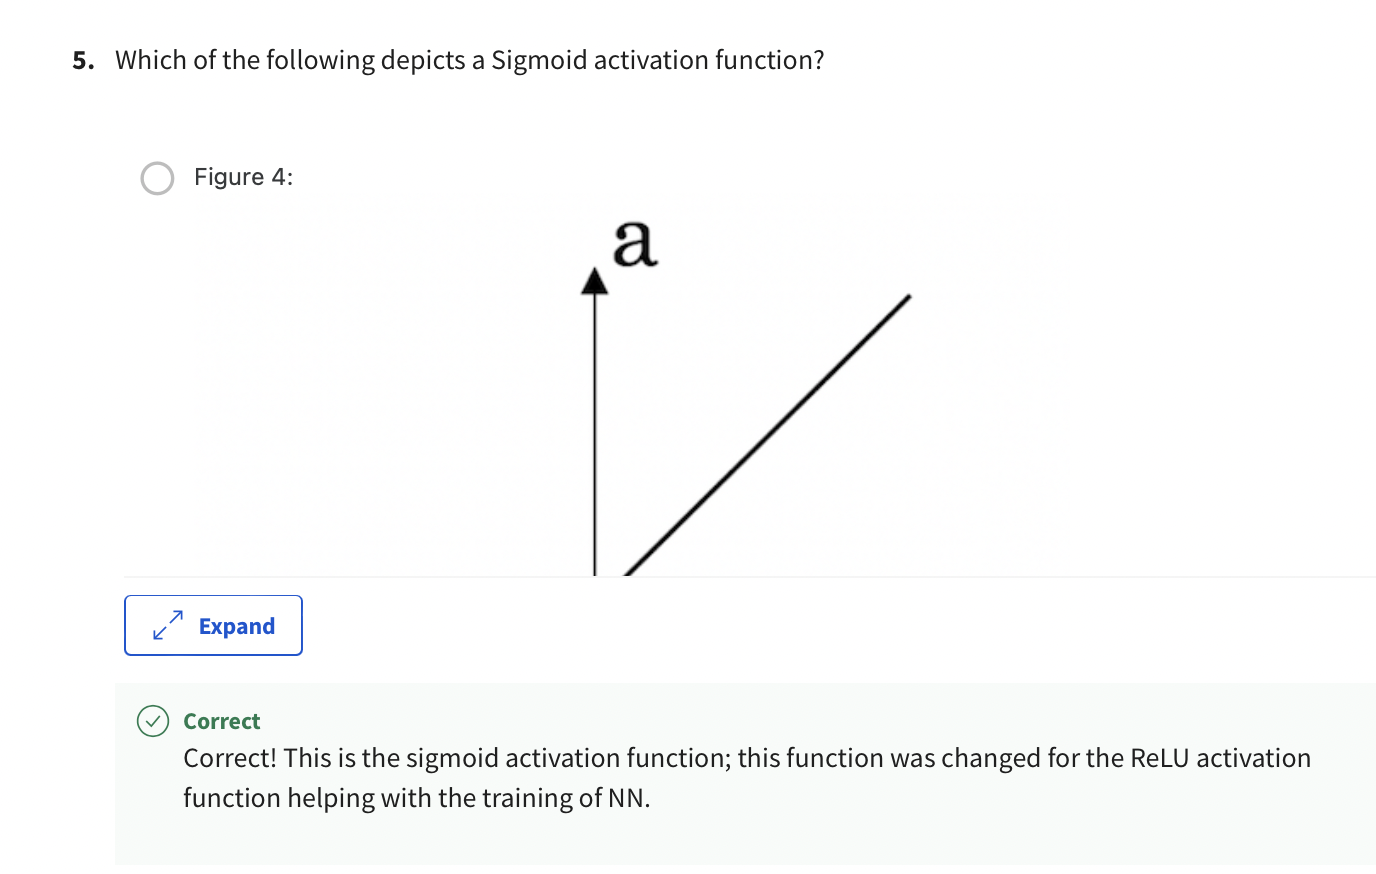 5. Which of the following depicts a Sigmoid activation function?
Figure 4:
a
Expand
Correct
Correct! This is the sigmoid activation function; this function was changed for the ReLU activation
function helping with the training of NN.